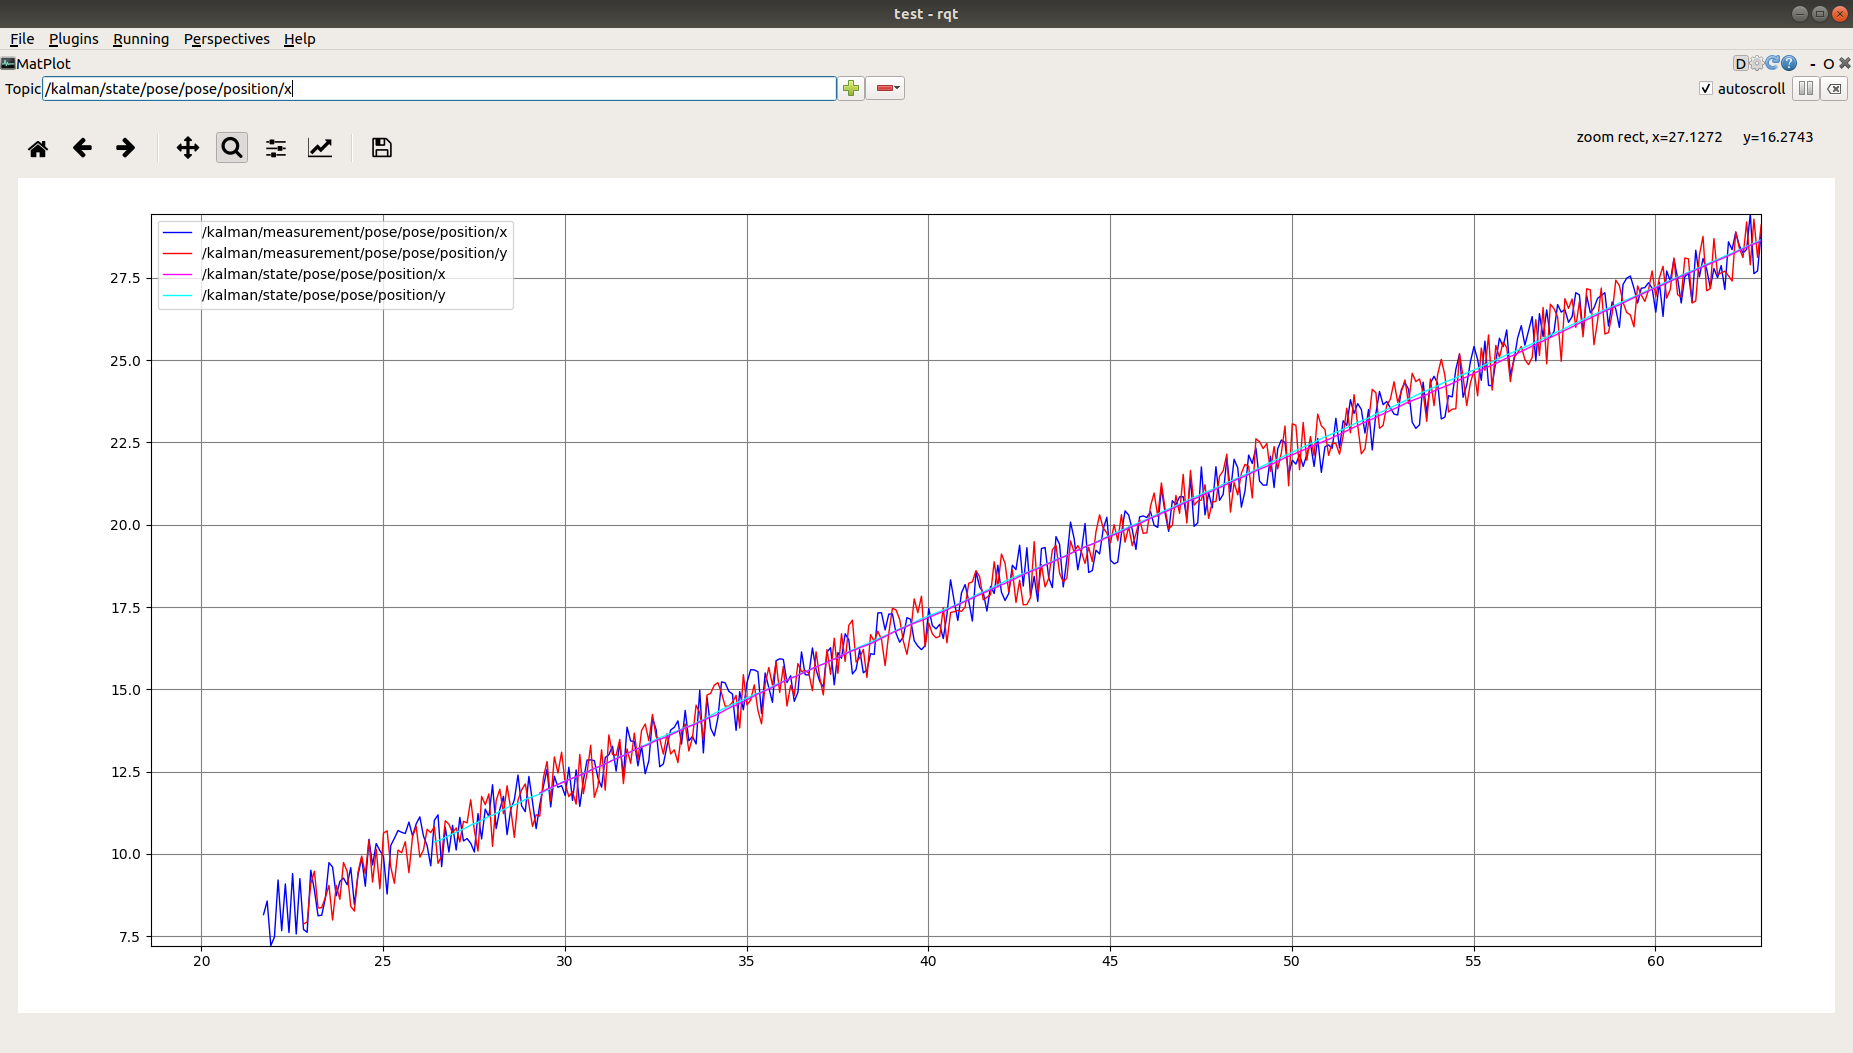 test - rqt
File Plugins Running Perspectives Help
MatPlot
D - O
Topic /kalman/state/pose/pose/position/x
autoscroll
zoom rect, x=27.1272 y=16.2743
/kalman/measurement/pose/pose/position/x
/kalman/measurement/pose/pose/position/y
/kalman/state/pose/pose/position/x
/kalman/state/pose/pose/position/y
27.5
25.0
22.5
20.0
17.5
15.0
12.5
10.0
7.5
20 25 30 35 40 45 50 55 60